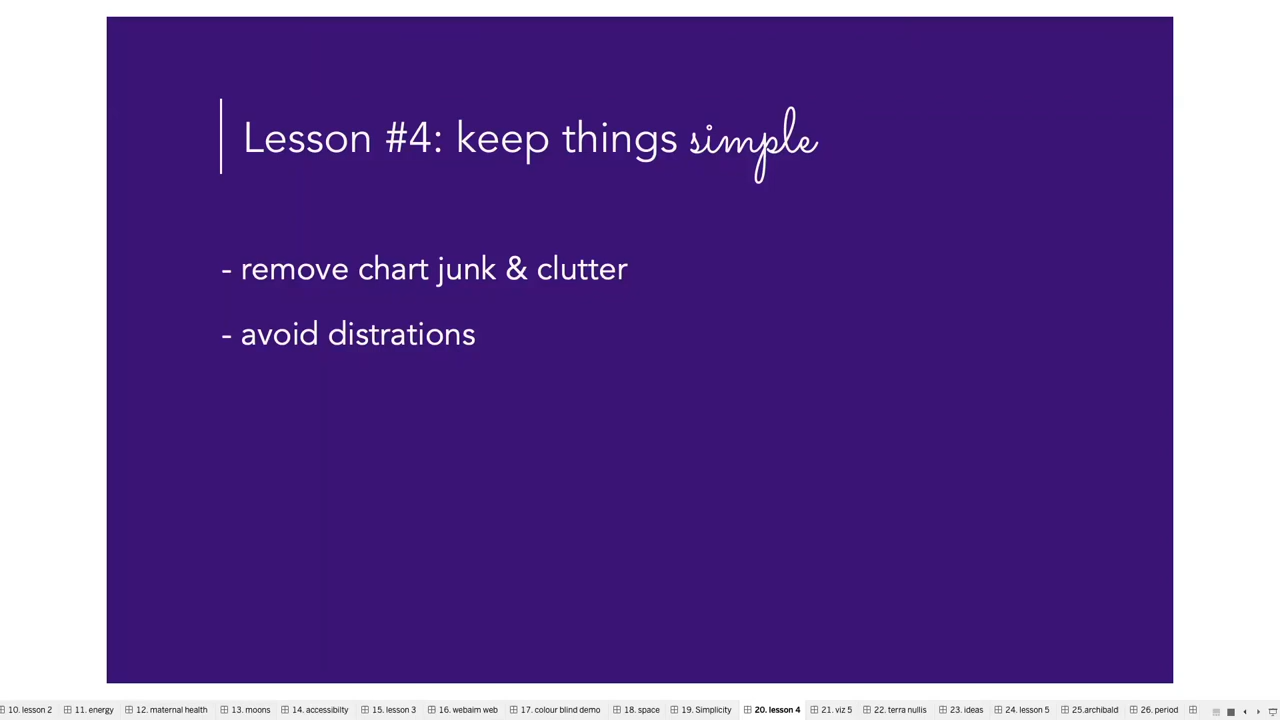 Lesson #4: keep things simple
- remove chart junk & clutter
- avoid distrations
10. lesson 2 11. energy 12. maternal health 13. moons 14. accessibilty 15. lesson 3 16. webaim web 17. colour blind demo 18. space 19. Simplicity 20. lesson 4 21. viz 5 22. terra nullis 23. ideas 24. lesson 5 25.archibald 26. period